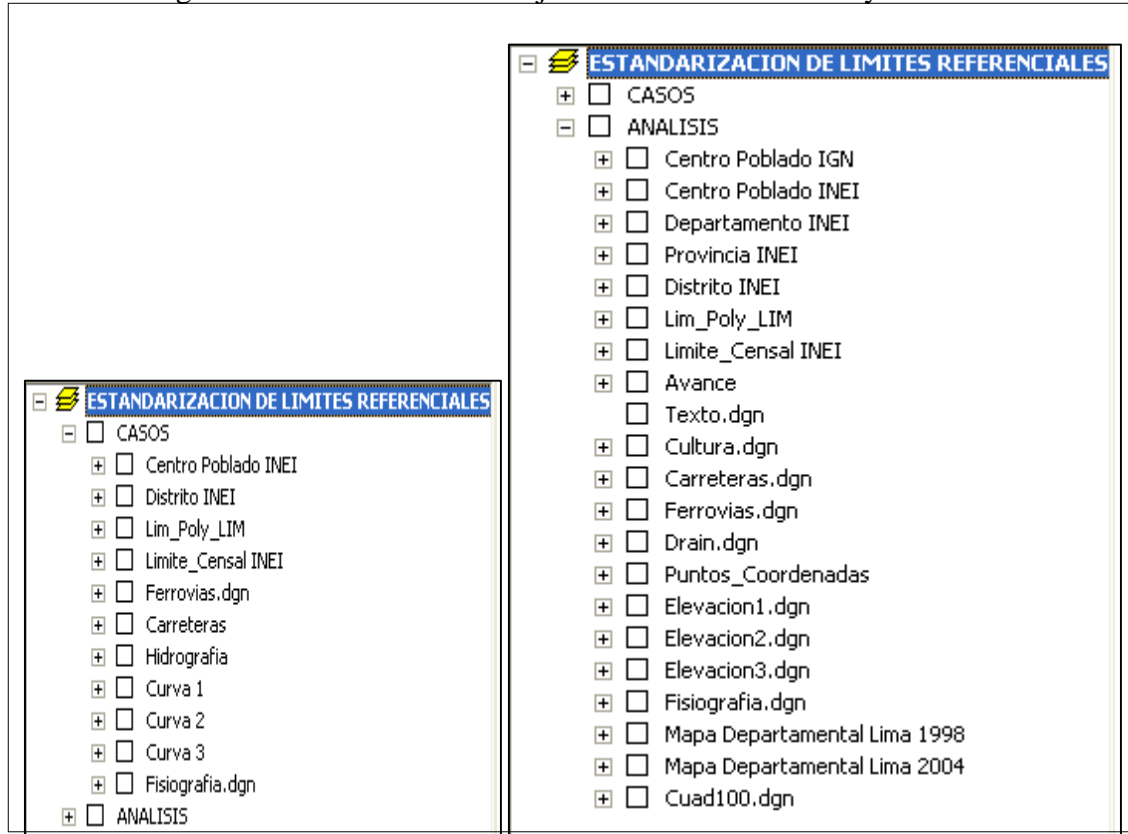 ESTANDARIZACION DE LIMITES REFERENCIALES
CASOS
Centro Poblado INEI
Distrito INEI
Lim_Poly_LIM
Limite_Censal INEI
Ferrovias.dgn
Carreteras
Hidrografia
Curva 1
Curva 2
Curva 3
Fisiografia.dgn
ANALISIS
ESTANDARIZACION DE LIMITES REFERENCIALES
CASOS
ANALISIS
Centro Poblado IGN
Centro Poblado INEI
Departamento INEI
Provincia INEI
Distrito INEI
Lim_Poly_LIM
Limite_Censal INEI
Avance
Texto.dgn
Cultura.dgn
Carreteras.dgn
Ferrovias.dgn
Drain.dgn
Puntos_Coordenadas
Elevacion1.dgn
Elevacion2.dgn
Elevacion3.dgn
Fisiografia.dgn
Mapa Departamental Lima 1998
Mapa Departamental Lima 2004
Cuad100.dgn